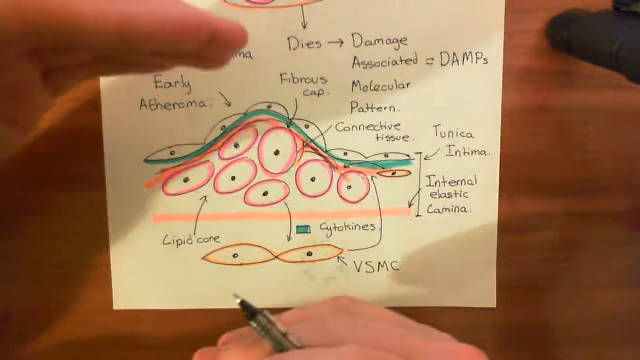 ma
Dies → Damage
Associated = DAMPs
Molecular
Pattern.
Early
Atheroma.
Fibrous
cap.
Connective
tissue.
Tunica
Intima.
Internal
elastic
Lamina.
Lipid core
Cytokines
VSMC